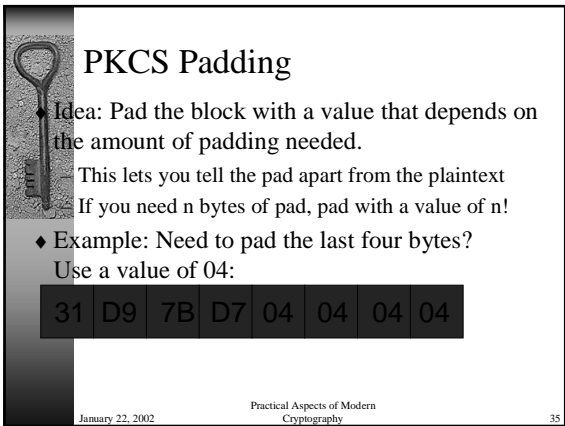 PKCS Padding
♦ Idea: Pad the block with a value that depends on
the amount of padding needed.
– This lets you tell the pad apart from the plaintext
– If you need n bytes of pad, pad with a value of n!
♦ Example: Need to pad the last four bytes?
Use a value of 04:
31 D9 7B D7 04 04 04 04
January 22, 2002
Practical Aspects of Modern
Cryptography
35